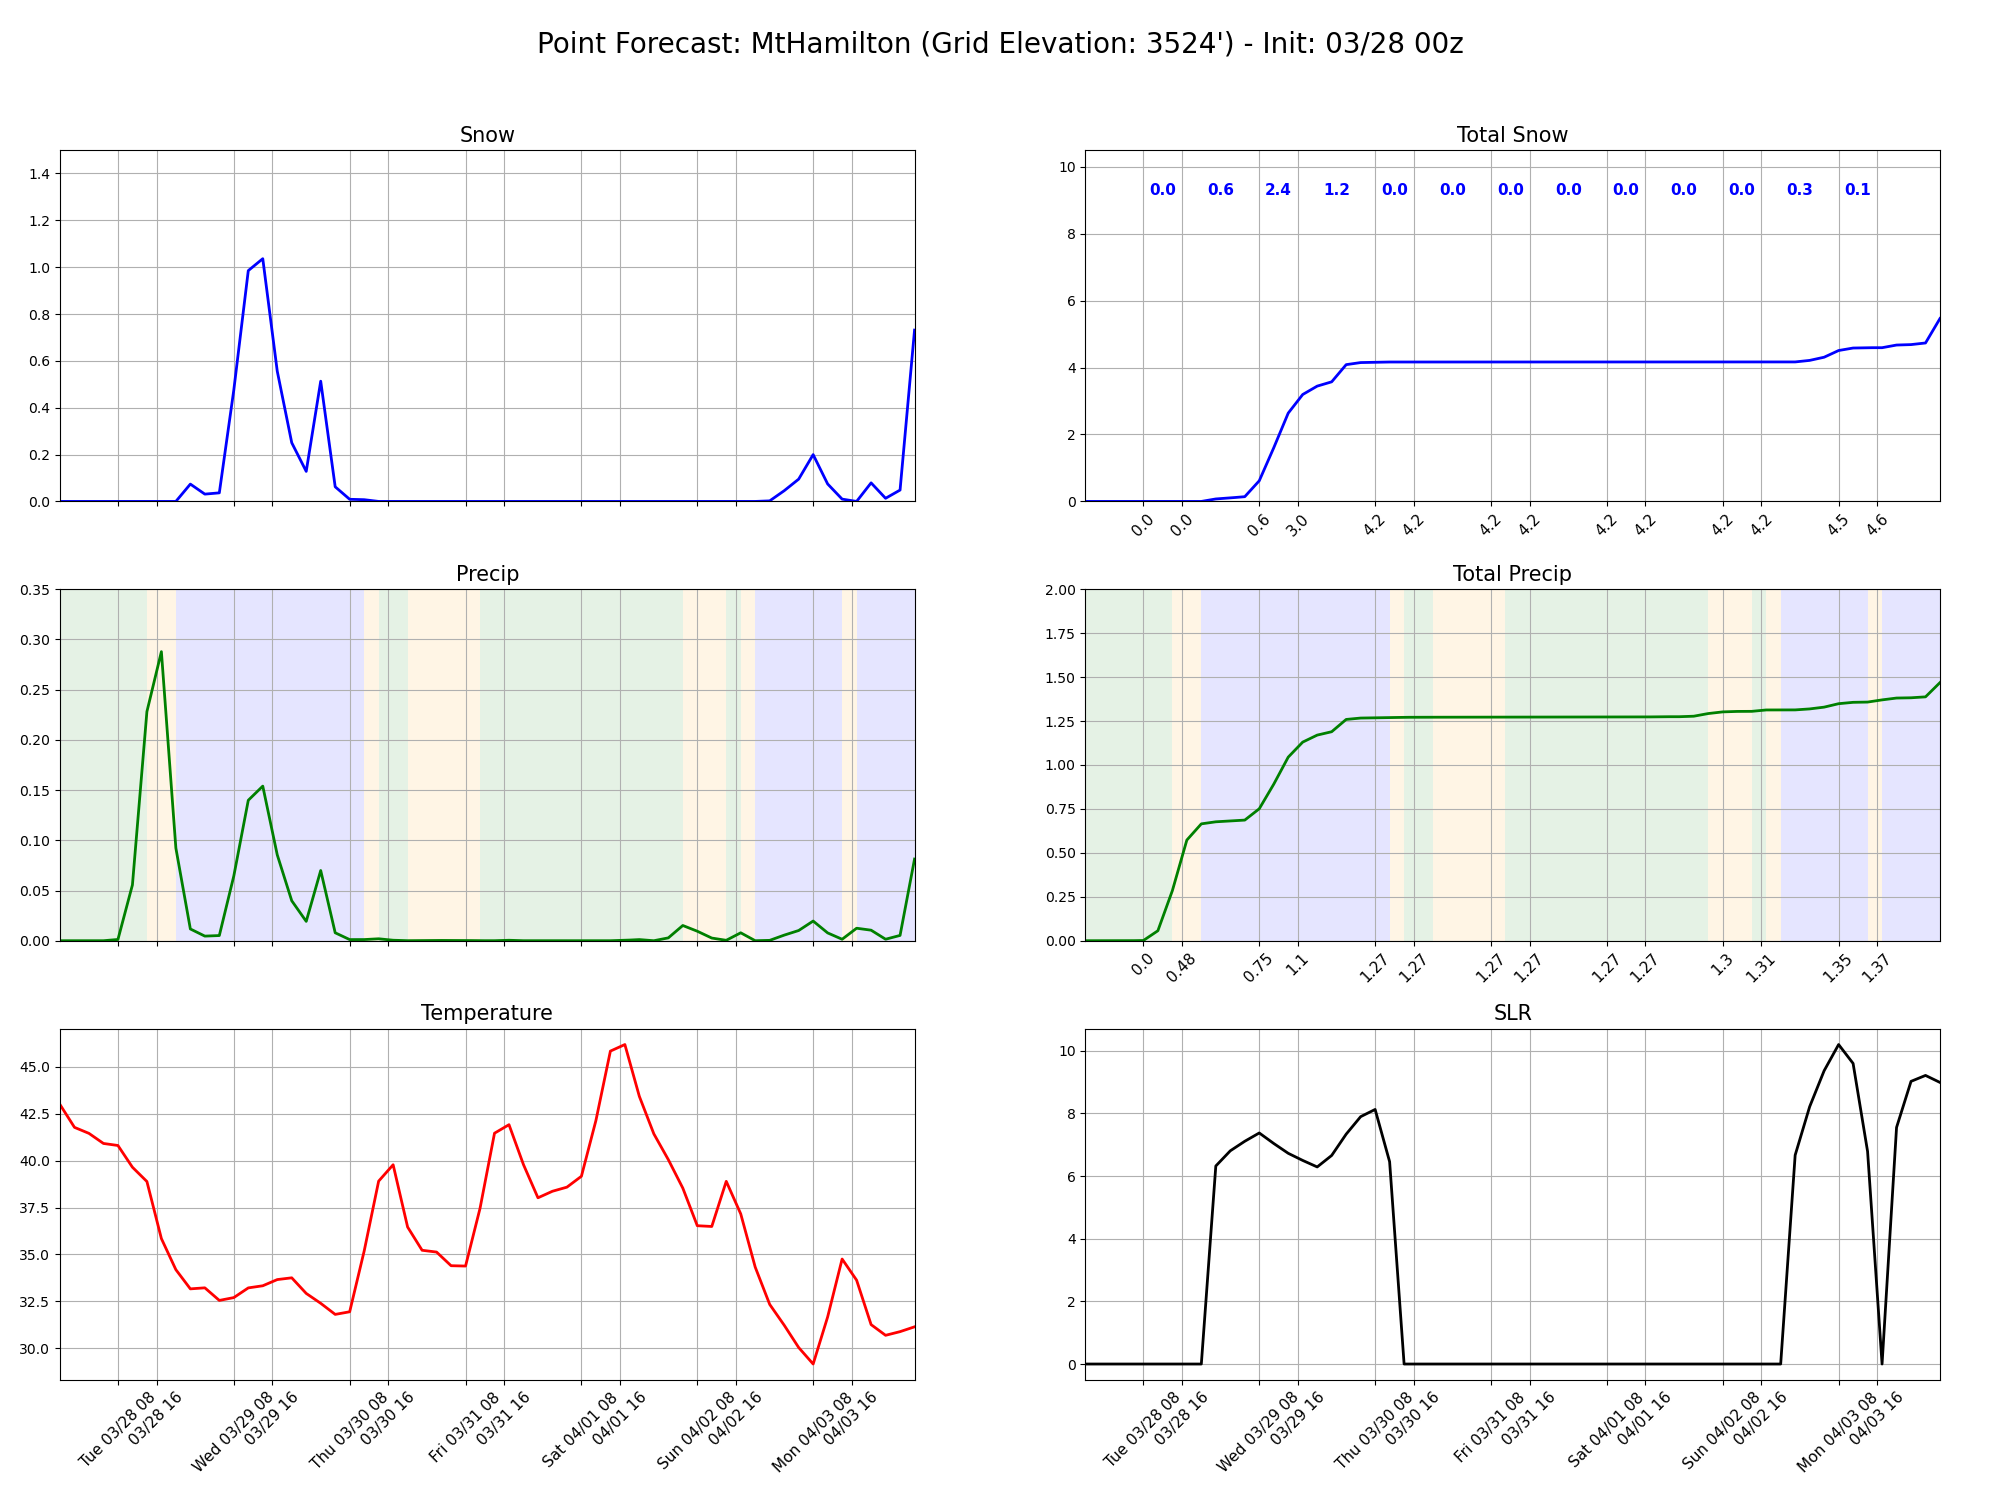 Point Forecast: MtHamilton (Grid Elevation: 3524') - Init: 03/28 00z
Snow
1.4
1.2
1.0
0.8
0.6
0.4
0.2
0.0
Total Snow
10
8
6
4
2
0
0.0 0.6 2.4 1.2 0.0 0.0 0.0 0.0 0.0 0.0 0.0 0.3 0.1
0.0 0.0 0.6 3.0 4.2 4.2 4.2 4.2 4.2 4.2 4.2 4.2 4.5 4.6
Precip
0.35
0.30
0.25
0.20
0.15
0.10
0.05
0.00
Total Precip
2.00
1.75
1.50
1.25
1.00
0.75
0.50
0.25
0.00
0.0 0.48 0.75 1.1 1.27 1.27 1.27 1.27 1.27 1.27 1.3 1.31 1.35 1.37
Temperature
45.0
42.5
40.0
37.5
35.0
32.5
30.0
Tue 03/28 08
03/28 16
Wed 03/29 08
03/29 16
Thu 03/30 08
03/30 16
Fri 03/31 08
03/31 16
Sat 04/01 08
04/01 16
Sun 04/02 08
04/02 16
Mon 04/03 08
04/03 16
SLR
10
8
6
4
2
0
Tue 03/28 08
03/28 16
Wed 03/29 08
03/29 16
Thu 03/30 08
03/30 16
Fri 03/31 08
03/31 16
Sat 04/01 08
04/01 16
Sun 04/02 08
04/02 16
Mon 04/03 08
04/03 16